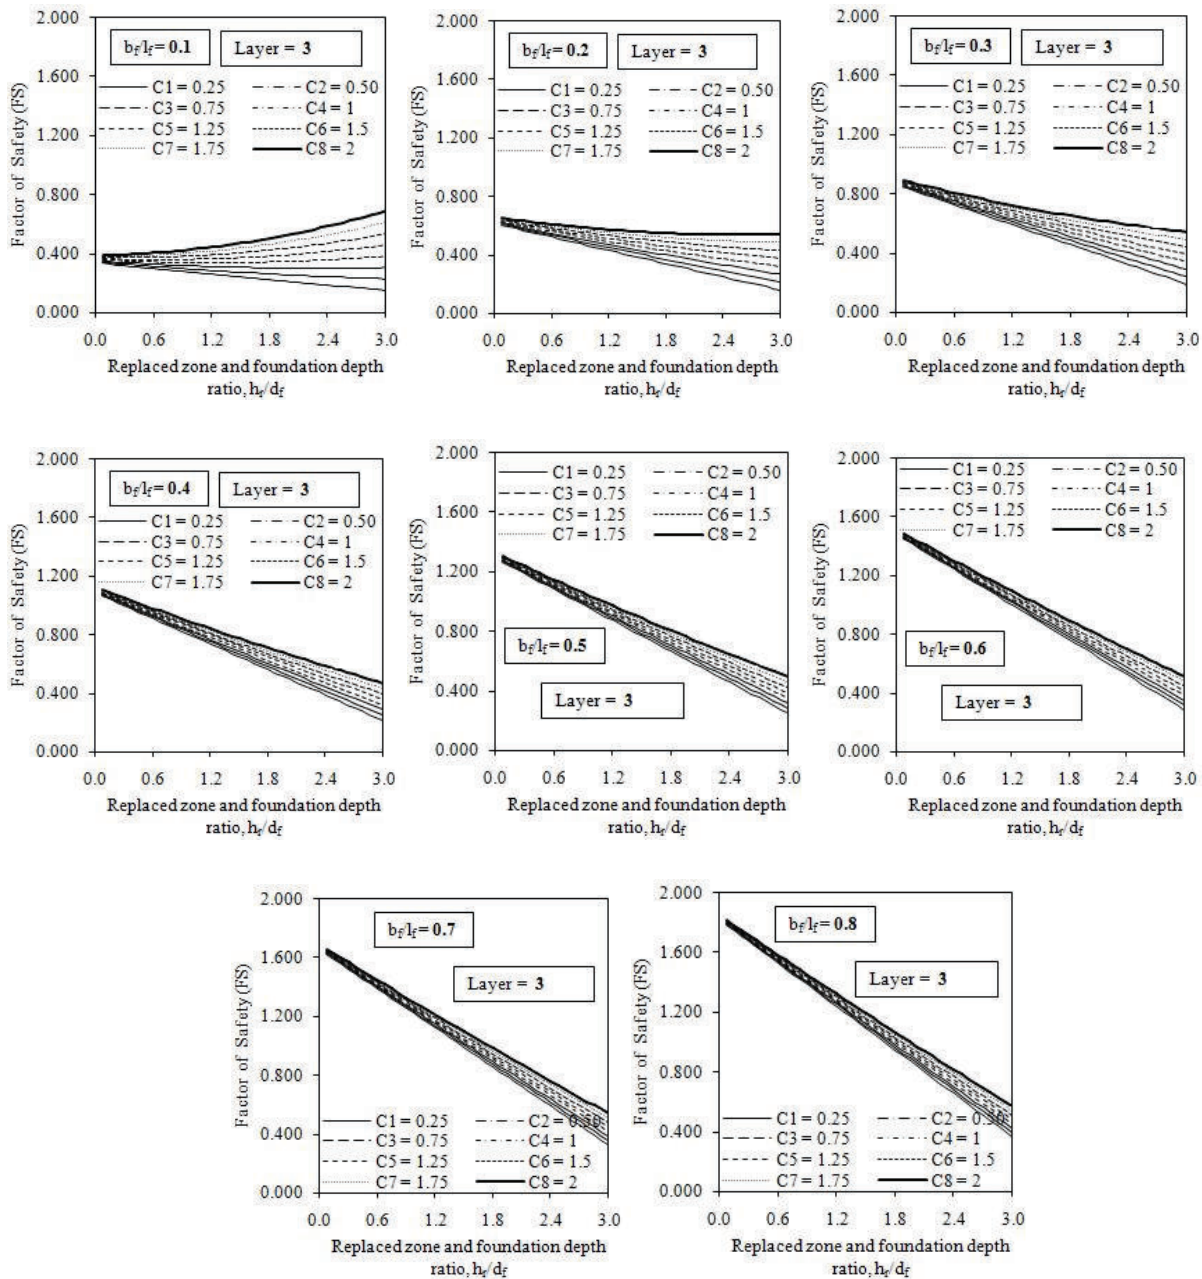 2.000
1.600
1.200
0.800
0.400
0.000
Factor of Safety (FS)
bf/lf = 0.1 Layer = 3
C1 = 0.25 C2 = 0.50
C3 = 0.75 C4 = 1
C5 = 1.25 C6 = 1.5
C7 = 1.75 C8 = 2
0.0 0.6 1.2 1.8 2.4 3.0
Replaced zone and foundation depth
ratio, hr/df
2.000
1.600
1.200
0.800
0.400
0.000
Factor of Safety (FS)
bf/lf = 0.2 Layer = 3
C1 = 0.25 C2 = 0.50
C3 = 0.75 C4 = 1
C5 = 1.25 C6 = 1.5
C7 = 1.75 C8 = 2
0.0 0.6 1.2 1.8 2.4 3.0
Replaced zone and foundation depth
ratio, hr/df
2.000
1.600
1.200
0.800
0.400
0.000
Factor of Safety (FS)
bf/lf = 0.3 Layer = 3
C1 = 0.25 C2 = 0.50
C3 = 0.75 C4 = 1
C5 = 1.25 C6 = 1.5
C7 = 1.75 C8 = 2
0.0 0.6 1.2 1.8 2.4 3.0
Replaced zone and foundation depth
ratio, hr/df
2.000
1.600
1.200
0.800
0.400
0.000
Factor of Safety (FS)
bf/lf = 0.4 Layer = 3
C1 = 0.25 C2 = 0.50
C3 = 0.75 C4 = 1
C5 = 1.25 C6 = 1.5
C7 = 1.75 C8 = 2
0.0 0.6 1.2 1.8 2.4 3.0
Replaced zone and foundation depth
ratio, hr/df
2.000
1.600
1.200
0.800
0.400
0.000
Factor of Safety (FS)
C1 = 0.25 C2 = 0.50
C3 = 0.75 C4 = 1
C5 = 1.25 C6 = 1.5
C7 = 1.75 C8 = 2
bf/lf = 0.5
Layer = 3
0.0 0.6 1.2 1.8 2.4 3.0
Replaced zone and foundation depth
ratio, hr/df
2.000
1.600
1.200
0.800
0.400
0.000
Factor of Safety (FS)
C1 = 0.25 C2 = 0.50
C3 = 0.75 C4 = 1
C5 = 1.25 C6 = 1.5
C7 = 1.75 C8 = 2
bf/lf = 0.6
Layer = 3
0.0 0.6 1.2 1.8 2.4 3.0
Replaced zone and foundation depth
ratio, hr/df
2.000
1.600
1.200
0.800
0.400
0.000
Factor of Safety (FS)
bf/lf = 0.7
Layer = 3
C1 = 0.25 C2 = 0.50
C3 = 0.75 C4 = 1
C5 = 1.25 C6 = 1.5
C7 = 1.75 C8 = 2
0.0 0.6 1.2 1.8 2.4 3.0
Replaced zone and foundation depth
ratio, hr/df
2.000
1.600
1.200
0.800
0.400
0.000
Factor of Safety (FS)
bf/lf = 0.8
Layer = 3
C1 = 0.25 C2 = 0.50
C3 = 0.75 C4 = 1
C5 = 1.25 C6 = 1.5
C7 = 1.75 C8 = 2
0.0 0.6 1.2 1.8 2.4 3.0
Replaced zone and foundation depth
ratio, hr/df